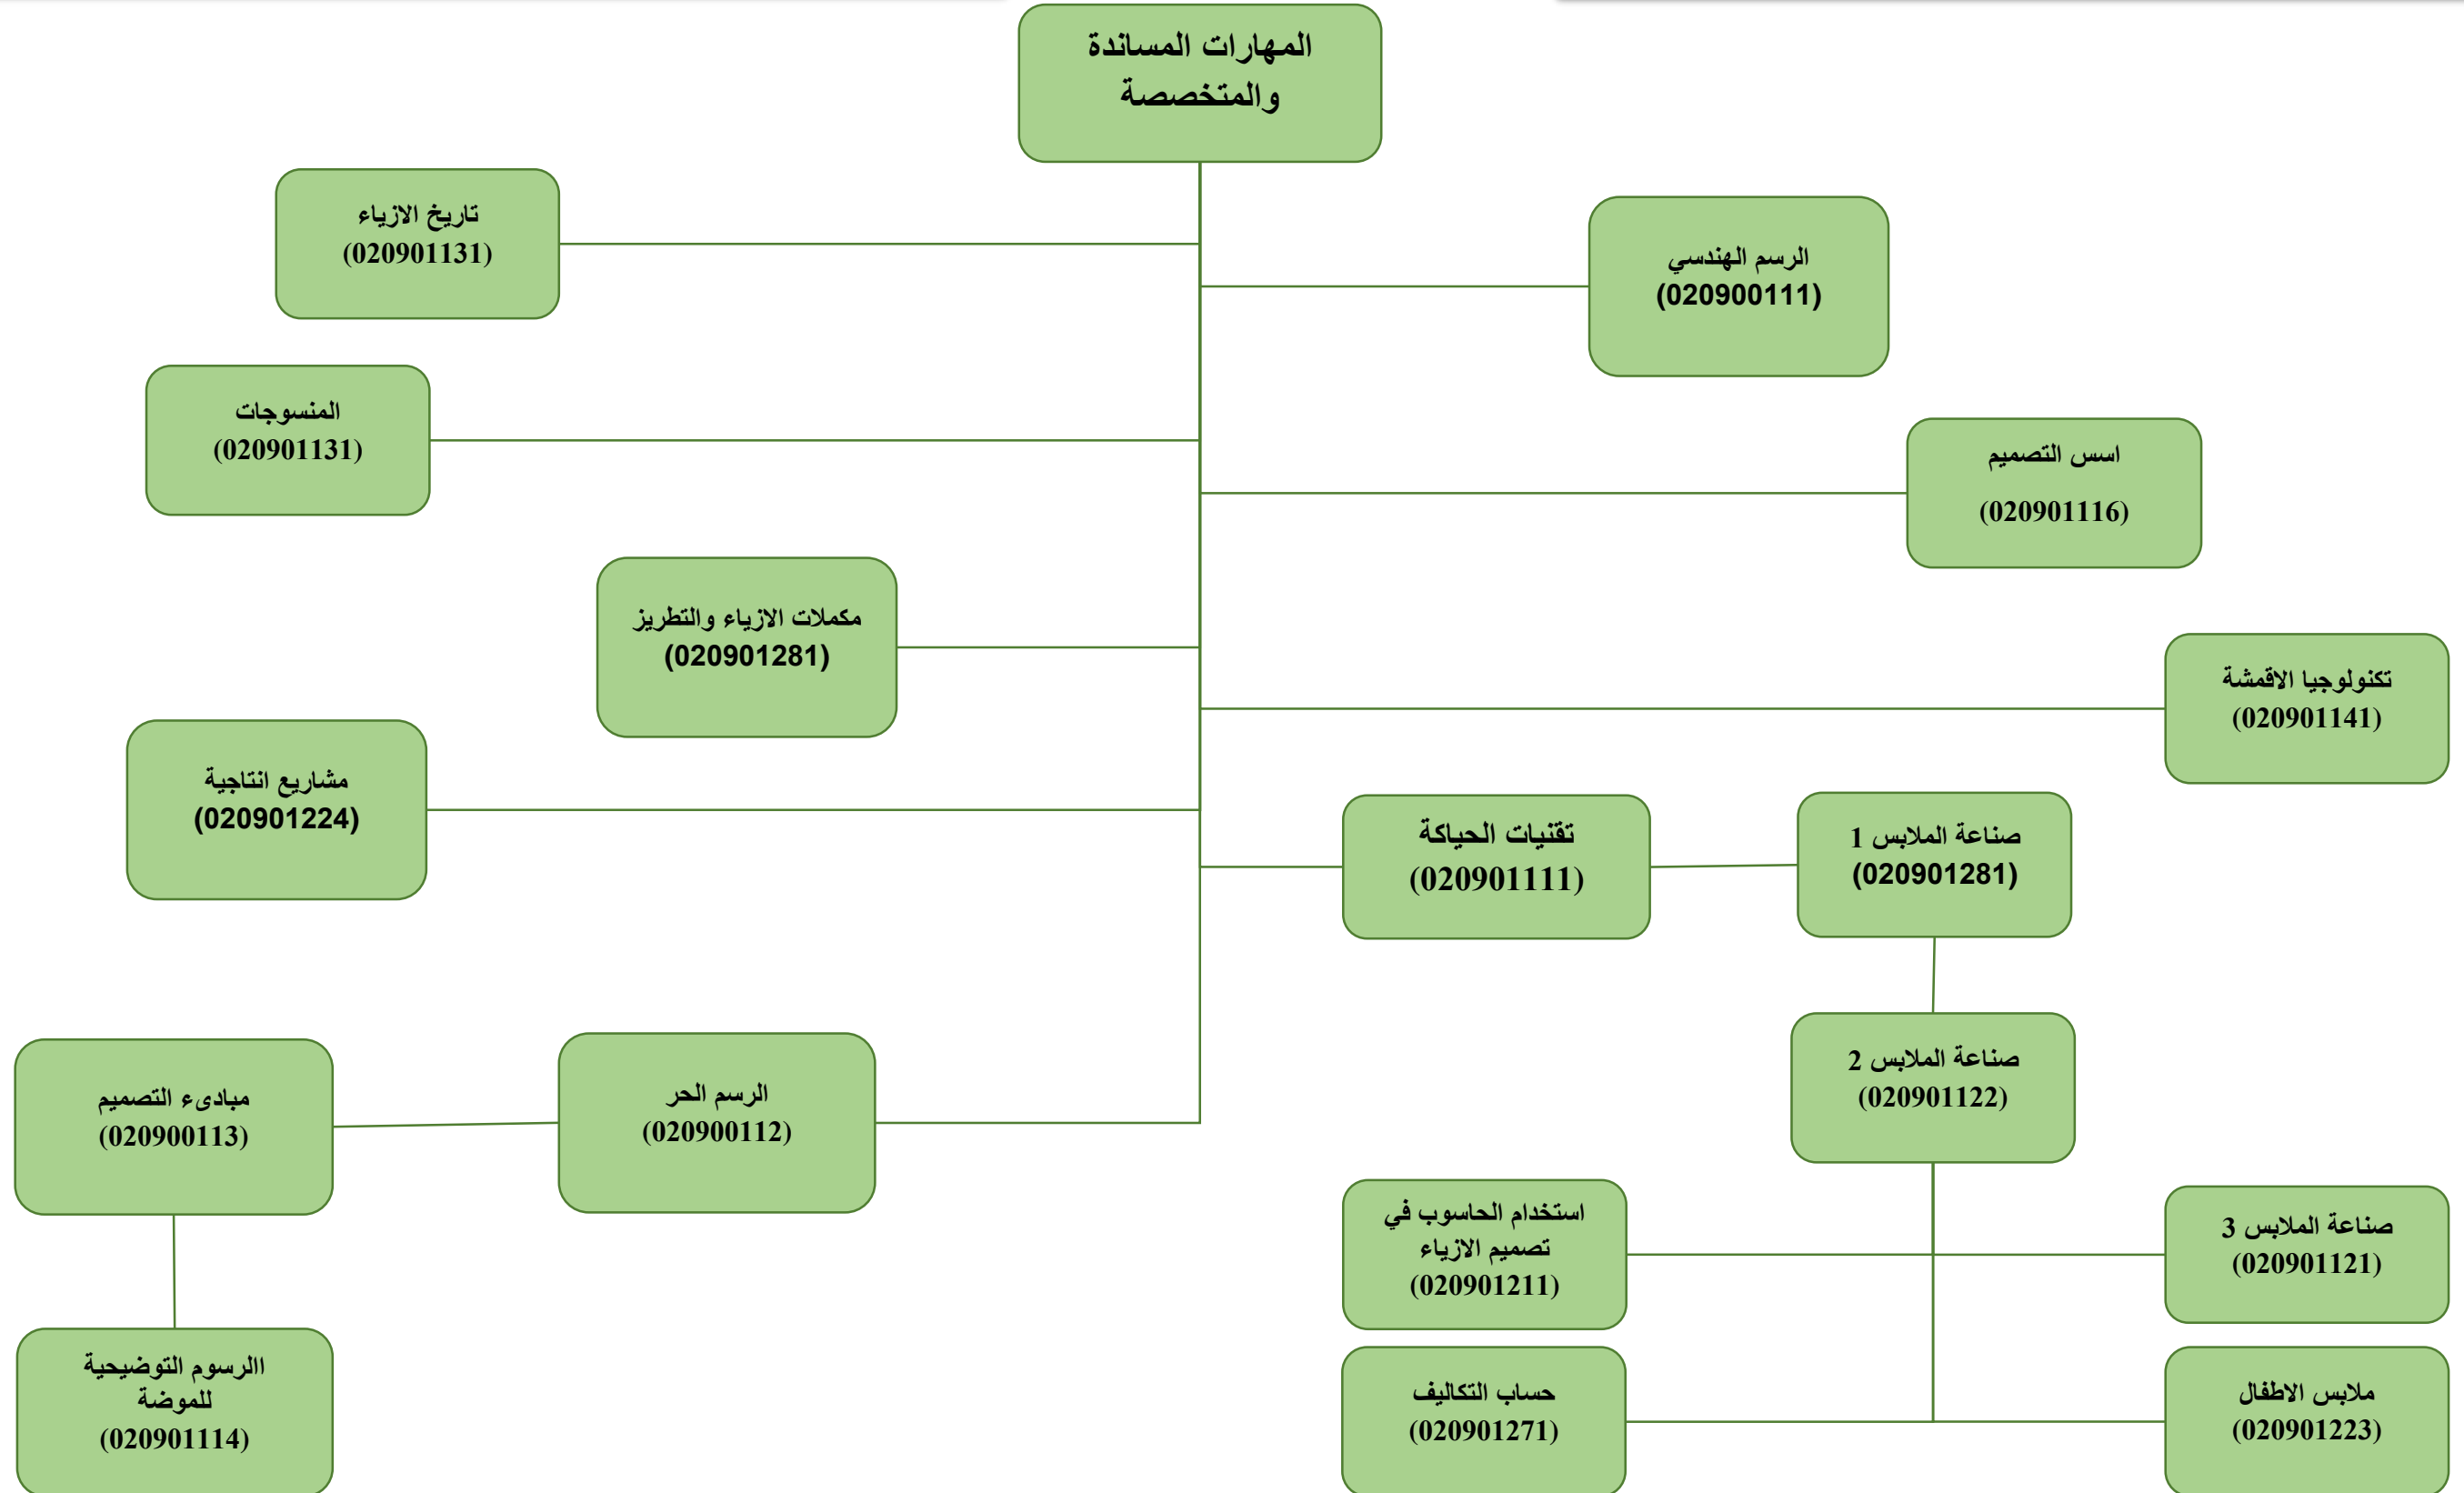 المهارات المساندة
والمتخصصة
تاريخ الازياء
(020901131)
الرسم الهندسي
(020900111)
المنسوجات
(020901131)
اسس التصميم
(020901116)
مكملات الازياء والتطريز
(020901281)
تكنولوجيا الاقمشة
(020901141)
مشاريع انتاجية
(020901224)
تقنيات الحياكة
(020901111)
صناعة الملابس 1
(020901281)
صناعة الملابس 2
(020901122)
الرسم الحر
(020900112)
مبادىء التصميم
(020900113)
استخدام الحاسوب في
تصميم الازياء
(020901211)
صناعة الملابس 3
(020901121)
االرسوم التوضيحية
للموضة
(020901114)
حساب التكاليف
(020901271)
ملابس الاطفال
(020901223)